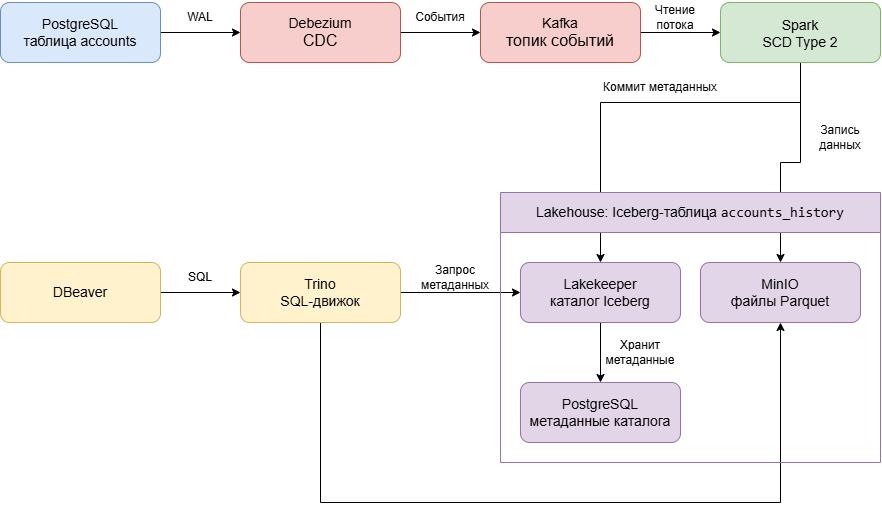 PostgreSQL
таблица accounts
WAL
Debezium
CDC
События
Kafka
топик событий
Чтение
потока
Spark
SCD Type 2
Коммит метаданных
Запись
данных
Lakehouse: Iceberg-таблица accounts_history
DBeaver
SQL
Trino
SQL-движок
Запрос
метаданных
Lakekeeper
каталог Iceberg
MinIO
файлы Parquet
Хранит
метаданные
PostgreSQL
метаданные каталога